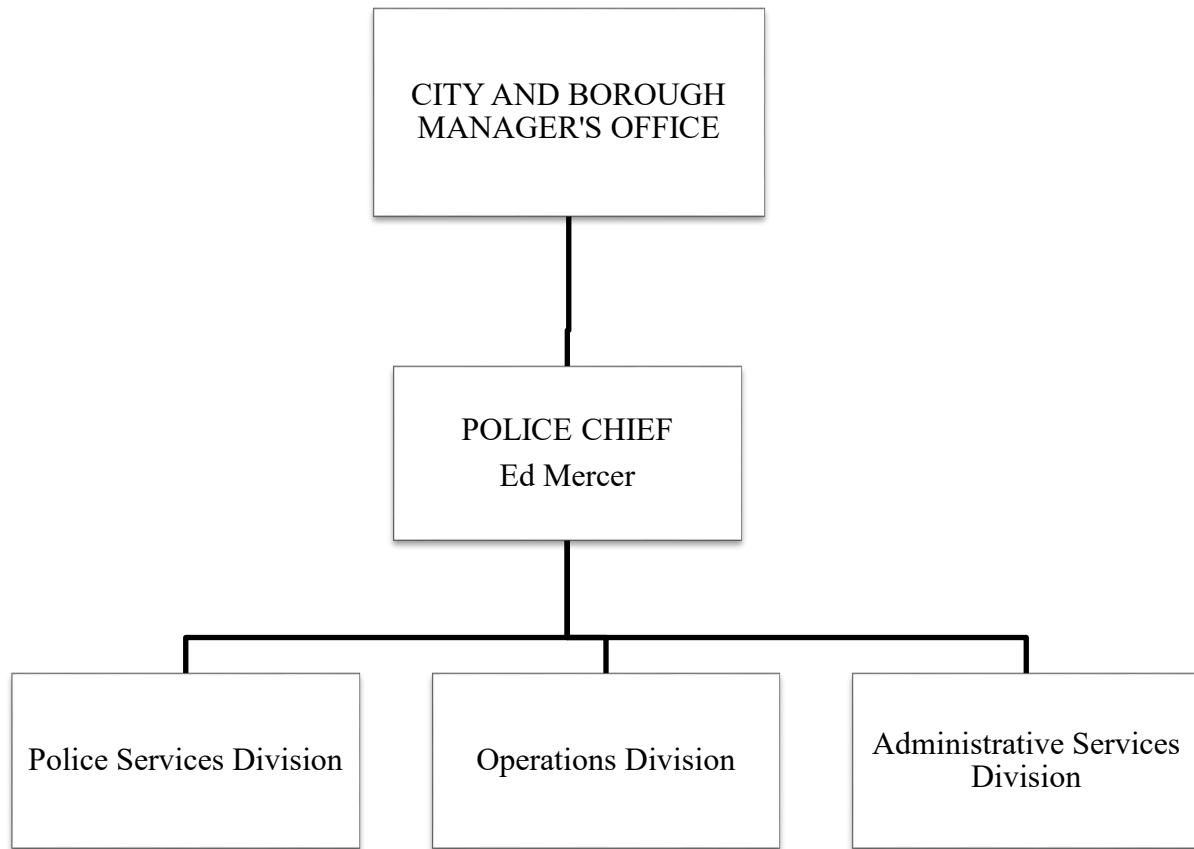 CITY AND BOROUGH
MANAGER'S OFFICE
POLICE CHIEF
Ed Mercer
Police Services Division
Operations Division
Administrative Services
Division